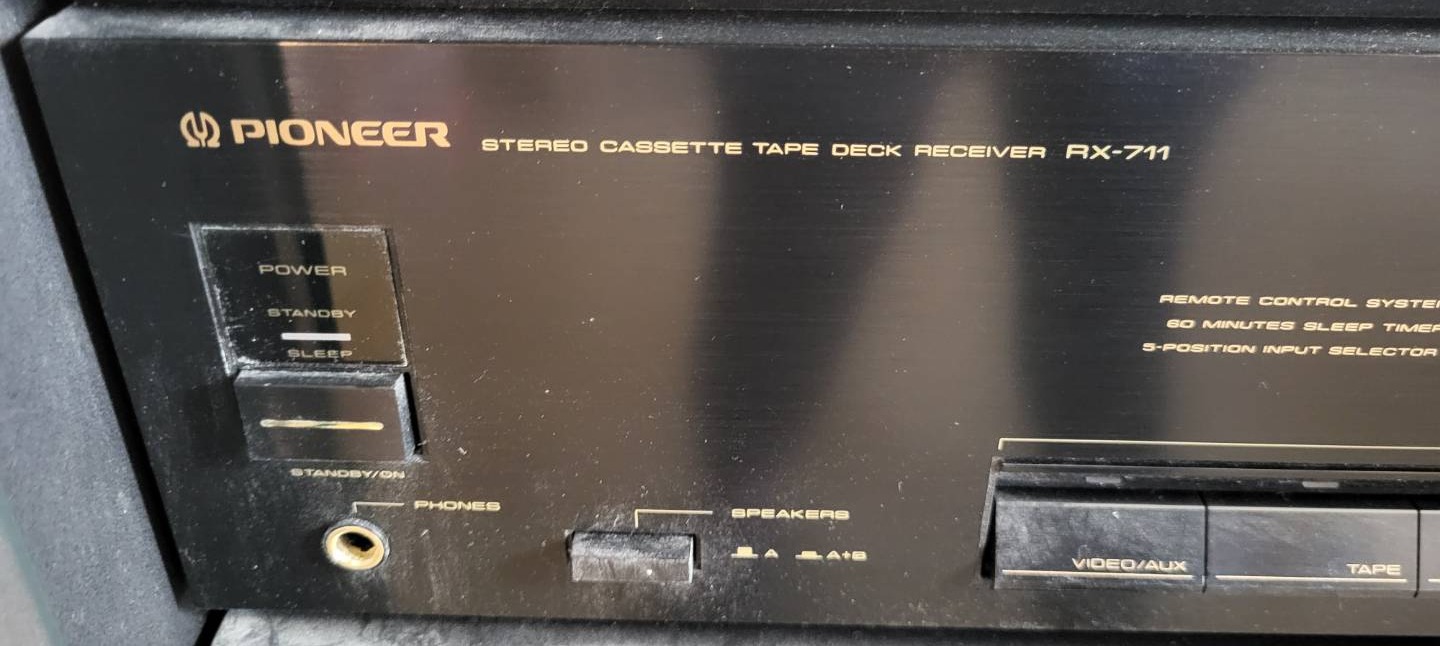 PIONEER STEREO CASSETTE TAPE DECK RECEIVER RX-711
POWER
STANDBY
SLEEP
STANDBY/ON
REMOTE CONTROL SYSTEM
60 MINUTES SLEEP TIMER
5-POSITION INPUT SELECTOR
PHONES
SPEAKERS
A A+B
VIDEO/AUX
TAPE